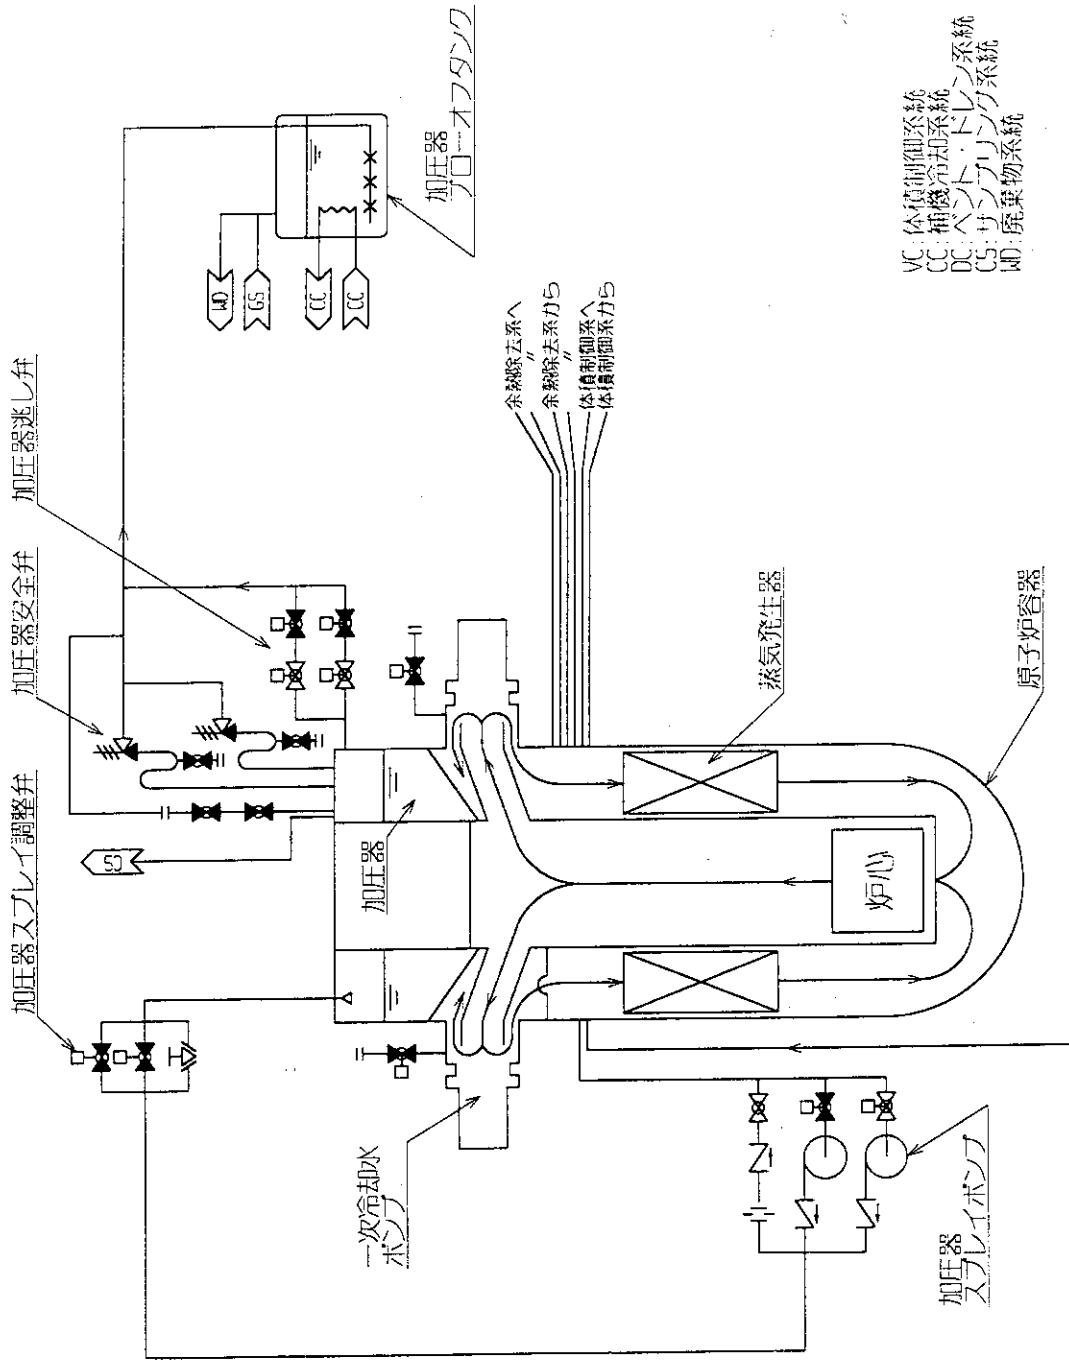 加圧器スプレイ調整弁
加圧器安全弁
加圧器逃し弁
加圧器
ブローオフタンク
WD
GS
CC
CC
CS
加圧器
余熱除去系へ
〃
余熱除去系から
〃
体積制御系へ
体積制御系から
一次冷却水
ポンプ
蒸気発生器
炉心
原子炉容器
加圧器
スプレイポンプ
VC:体積制御系統
CC:補機冷却系統
DC:ベント・ドレン系統
CS:サンプリング系統
WD:廃棄物系統